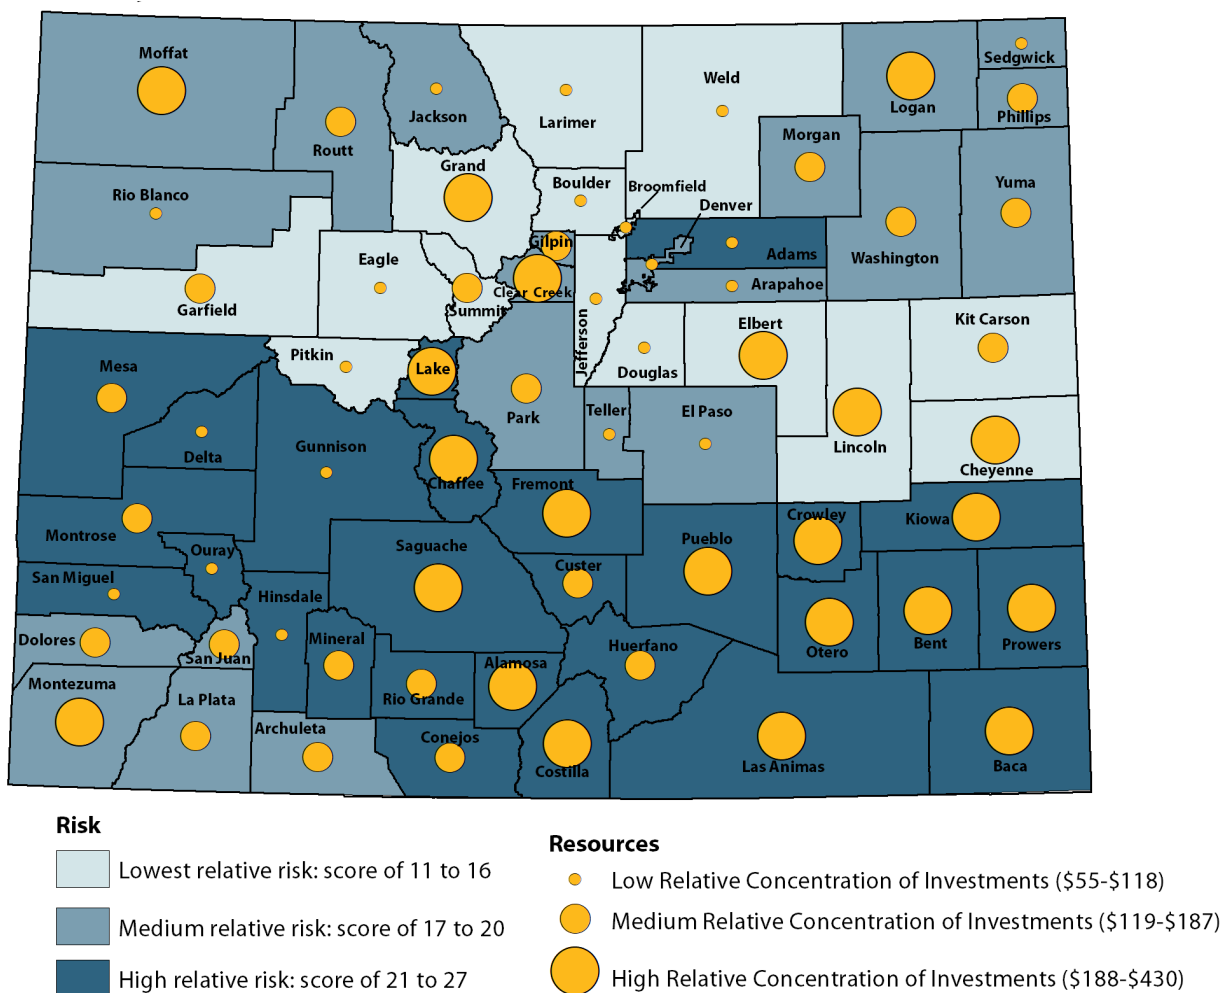 Moffat
Routt
Jackson
Larimer
Weld
Logan
Sedgwick
Phillips
Morgan
Grand
Boulder
Broomfield
Denver
Yuma
Rio Blanco
Gilpin
Adams
Washington
Eagle
Clear Creek
Arapahoe
Garfield
Summit
Jefferson
Elbert
Kit Carson
Pitkin
Mesa
Lake
Douglas
Park
Teller
El Paso
Lincoln
Cheyenne
Delta
Gunnison
Chaffee
Fremont
Crowley
Kiowa
Montrose
Ouray
Saguache
Pueblo
San Miguel
Hinsdale
Custer
Otero
Bent
Prowers
Dolores
San Juan
Mineral
Huerfano
Alamosa
Rio Grande
Montezuma
La Plata
Archuleta
Conejos
Costilla
Las Animas
Baca
Risk
Lowest relative risk: score of 11 to 16
Medium relative risk: score of 17 to 20
High relative risk: score of 21 to 27
Resources
Low Relative Concentration of Investments ($55-$118)
Medium Relative Concentration of Investments ($119-$187)
High Relative Concentration of Investments ($188-$430)